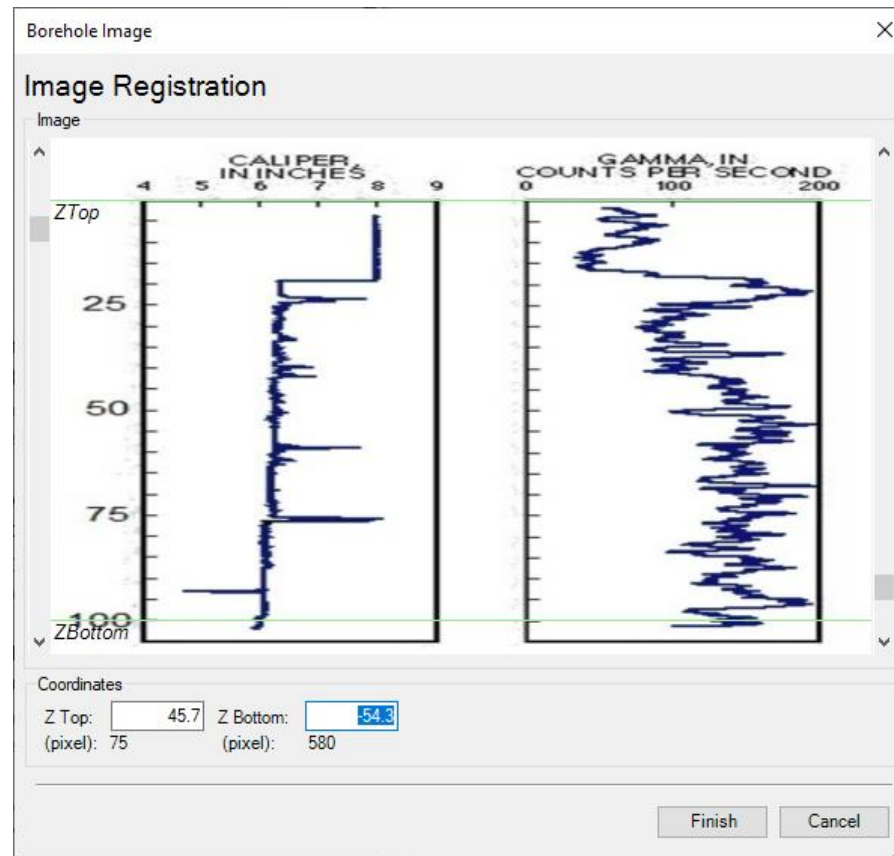 Borehole Image
Image Registration
Image
CALIPER,
IN INCHES
4 5 6 7 8 9
GAMMA, IN
COUNTS PER SECOND
0 100 200
ZTop
25
50
75
100
ZBottom
Coordinates
Z Top: 45.7 Z Bottom: -54.3
(pixel): 75 (pixel): 580
Finish Cancel